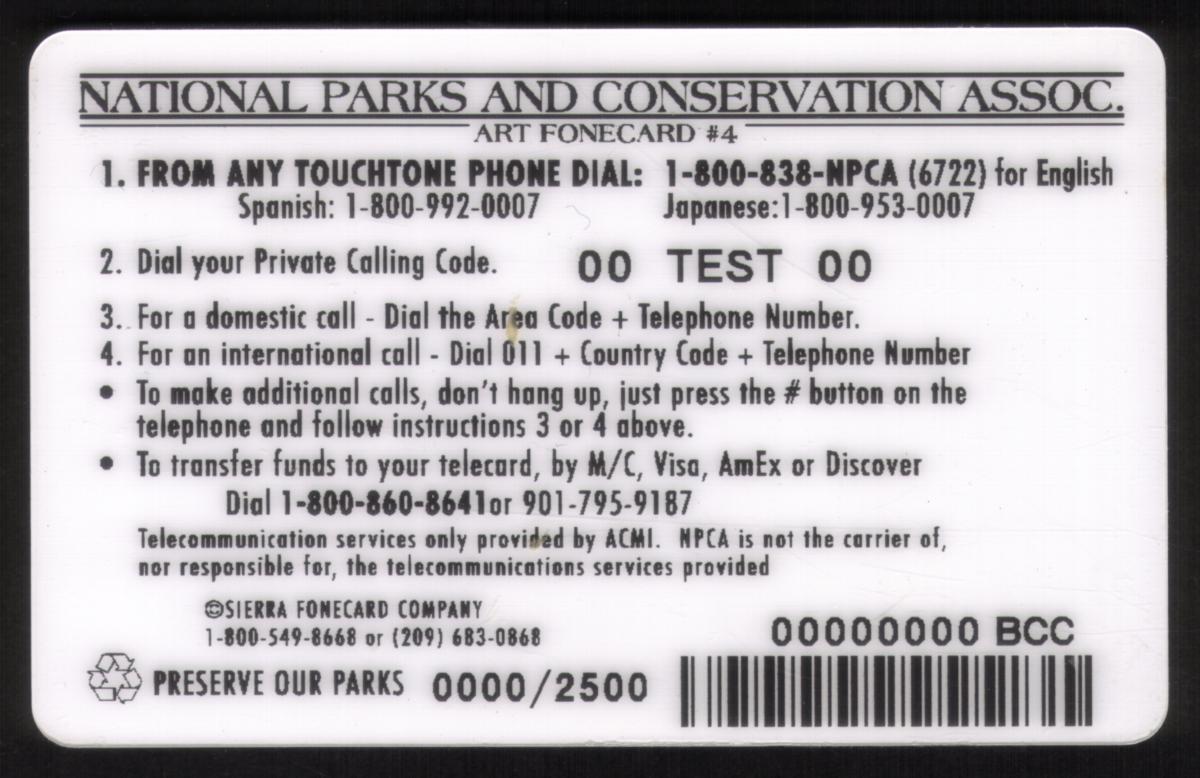 NATIONAL PARKS AND CONSERVATION ASSOC.
ART FONECARD #4
1. FROM ANY TOUCHTONE PHONE DIAL: 1-800-838-NPCA (6722) for English
Spanish: 1-800-992-0007 Japanese:1-800-953-0007
2. Dial your Private Calling Code. 00 TEST 00
3. For a domestic call - Dial the Area Code + Telephone Number.
4. For an international call - Dial 011 + Country Code + Telephone Number
• To make additional calls, don't hang up, just press the # button on the
telephone and follow instructions 3 or 4 above.
• To transfer funds to your telecard, by M/C, Visa, AmEx or Discover
Dial 1-800-860-8641or 901-795-9187
Telecommunication services only provided by ACMI. NPCA is not the carrier of,
nor responsible for, the telecommunications services provided
©SIERRA FONECARD COMPANY
1-800-549-8668 or (209) 683-0868
00000000 BCC
PRESERVE OUR PARKS 0000/2500